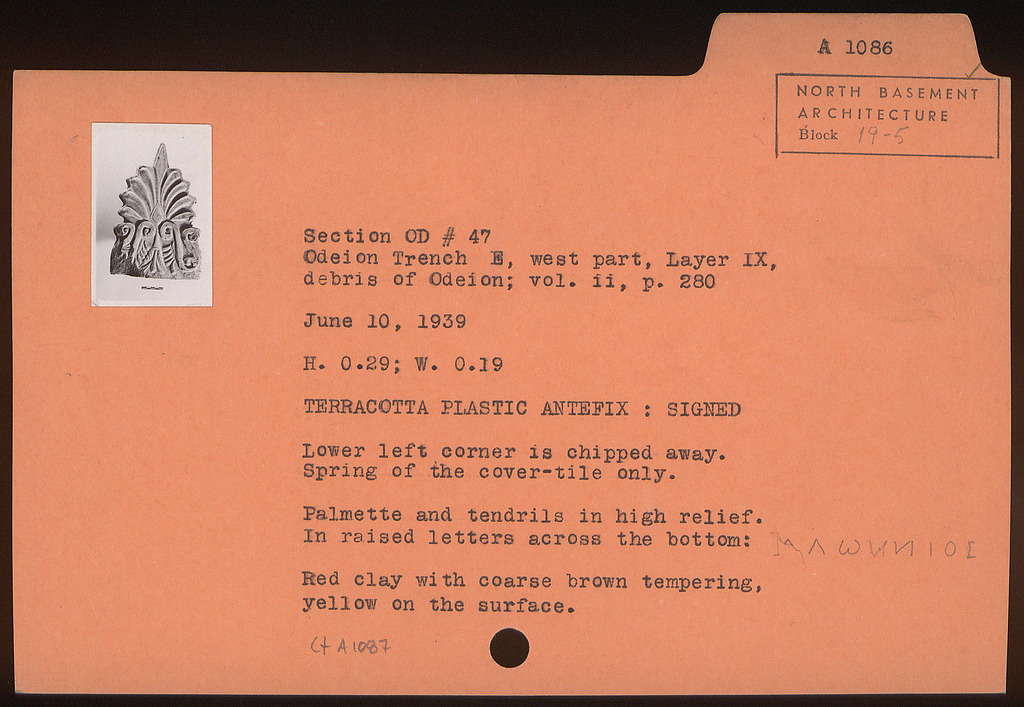 A 1086
NORTH BASEMENT
ARCHITECTURE
Block 19-5
Section OD # 47
Odeion Trench E, west part, Layer IX,
debris of Odeion; vol. ii, p. 280
June 10, 1939
H. 0.29; W. 0.19
TERRACOTTA PLASTIC ANTEFIX : SIGNED
Lower left corner is chipped away.
Spring of the cover-tile only.
Palmette and tendrils in high relief.
In raised letters across the bottom:
Red clay with coarse brown tempering,
yellow on the surface.
Cf A 1087